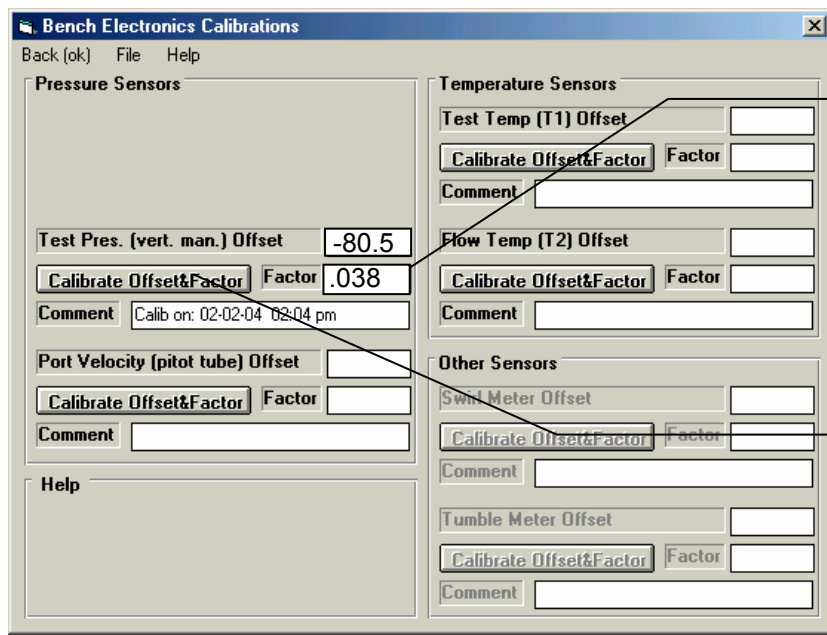 Bench Electronics Calibrations
Back (ok) File Help
Pressure Sensors
Test Pres. (vert. man.) Offset -80.5
Calibrate Offset&Factor Factor .038
Comment Calib on: 02-02-04 02:04 pm
Port Velocity (pitot tube) Offset
Calibrate Offset&Factor Factor
Comment
Help
Temperature Sensors
Test Temp (T1) Offset
Calibrate Offset&Factor Factor
Comment
Flow Temp (T2) Offset
Calibrate Offset&Factor Factor
Comment
Other Sensors
Swirl Meter Offset
Calibrate Offset&Factor Factor
Comment
Tumble Meter Offset
Calibrate Offset&Factor Factor
Comment